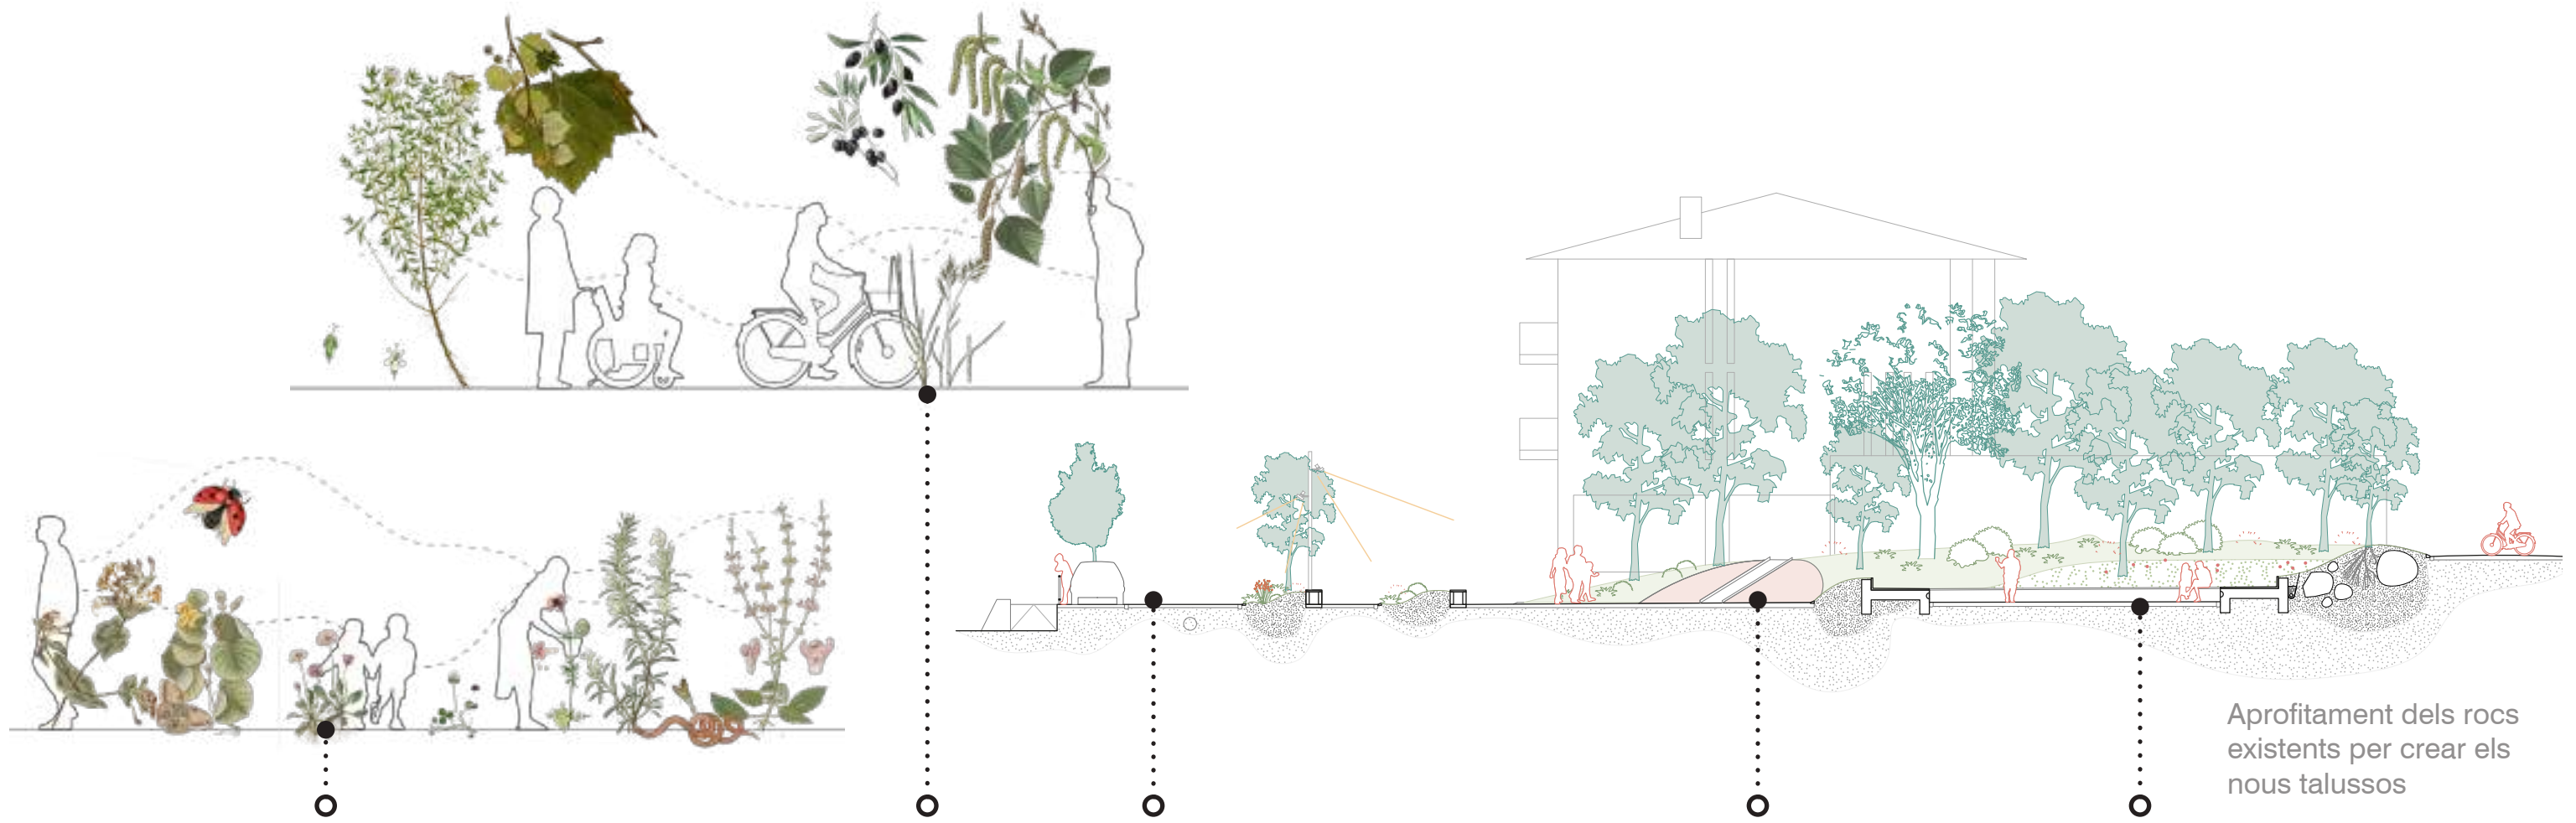 Aprofitament dels rocs
existents per crear els
nous talussos